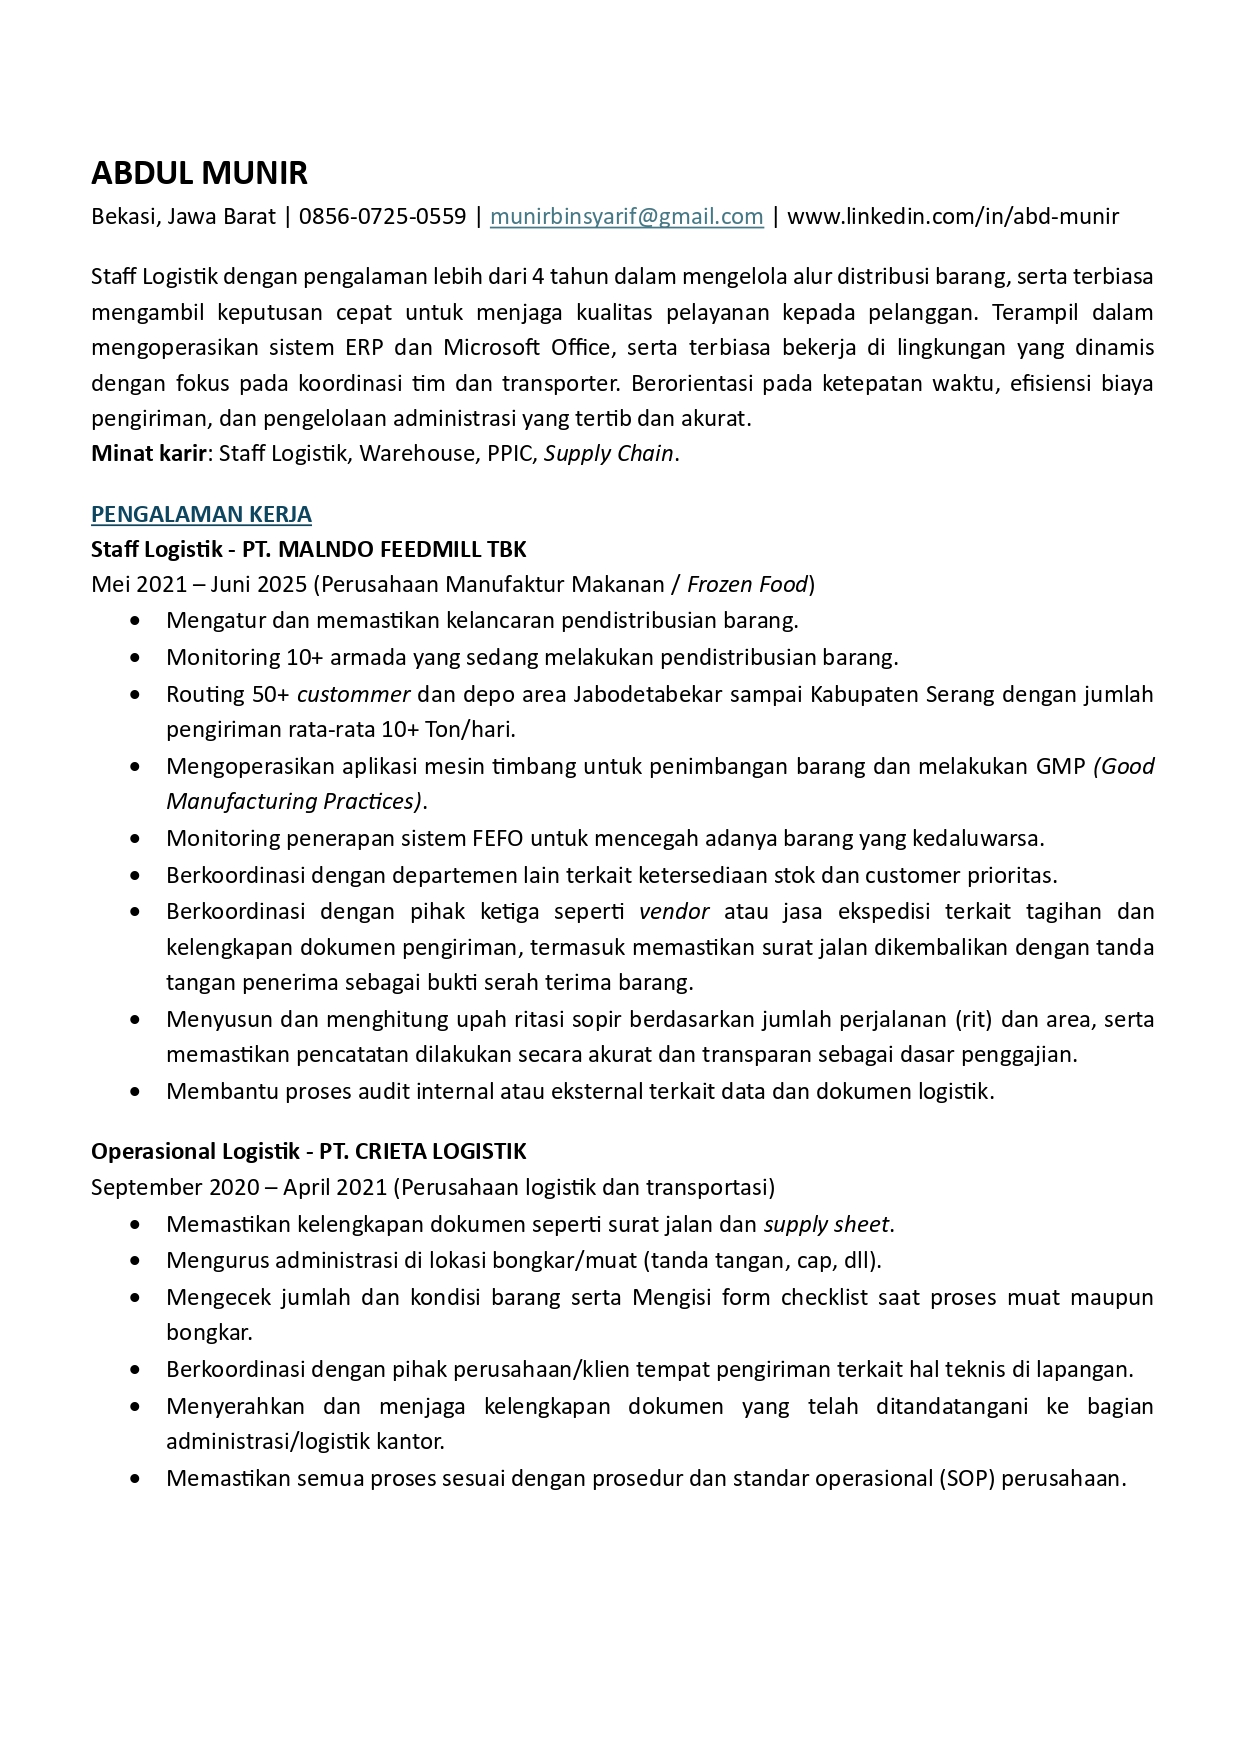 ABDUL MUNIR
Bekasi, Jawa Barat | 0856-0725-0559 | munirbinsyarif@gmail.com | www.linkedin.com/in/abd-munir
Staff Logistik dengan pengalaman lebih dari 4 tahun dalam mengelola alur distribusi barang, serta terbiasa
mengambil keputusan cepat untuk menjaga kualitas pelayanan kepada pelanggan. Terampil dalam
mengoperasikan sistem ERP dan Microsoft Office, serta terbiasa bekerja di lingkungan yang dinamis
dengan fokus pada koordinasi tim dan transporter. Berorientasi pada ketepatan waktu, efisiensi biaya
pengiriman, dan pengelolaan administrasi yang tertib dan akurat.
Minat karir: Staff Logistik, Warehouse, PPIC, Supply Chain.
PENGALAMAN KERJA
Staff Logistik - PT. MALNDO FEEDMILL TBK
Mei 2021 – Juni 2025 (Perusahaan Manufaktur Makanan / Frozen Food)
• Mengatur dan memastikan kelancaran pendistribusian barang.
• Monitoring 10+ armada yang sedang melakukan pendistribusian barang.
• Routing 50+ custommer dan depo area Jabodetabekar sampai Kabupaten Serang dengan jumlah
pengiriman rata-rata 10+ Ton/hari.
• Mengoperasikan aplikasi mesin timbang untuk penimbangan barang dan melakukan GMP (Good
Manufacturing Practices).
• Monitoring penerapan sistem FEFO untuk mencegah adanya barang yang kedaluwarsa.
• Berkoordinasi dengan departemen lain terkait ketersediaan stok dan customer prioritas.
• Berkoordinasi dengan pihak ketiga seperti vendor atau jasa ekspedisi terkait tagihan dan
kelengkapan dokumen pengiriman, termasuk memastikan surat jalan dikembalikan dengan tanda
tangan penerima sebagai bukti serah terima barang.
• Menyusun dan menghitung upah ritasi sopir berdasarkan jumlah perjalanan (rit) dan area, serta
memastikan pencatatan dilakukan secara akurat dan transparan sebagai dasar penggajian.
• Membantu proses audit internal atau eksternal terkait data dan dokumen logistik.
Operasional Logistik - PT. CRIETA LOGISTIK
September 2020 – April 2021 (Perusahaan logistik dan transportasi)
• Memastikan kelengkapan dokumen seperti surat jalan dan supply sheet.
• Mengurus administrasi di lokasi bongkar/muat (tanda tangan, cap, dll).
• Mengecek jumlah dan kondisi barang serta Mengisi form checklist saat proses muat maupun
bongkar.
• Berkoordinasi dengan pihak perusahaan/klien tempat pengiriman terkait hal teknis di lapangan.
• Menyerahkan dan menjaga kelengkapan dokumen yang telah ditandatangani ke bagian
administrasi/logistik kantor.
• Memastikan semua proses sesuai dengan prosedur dan standar operasional (SOP) perusahaan.